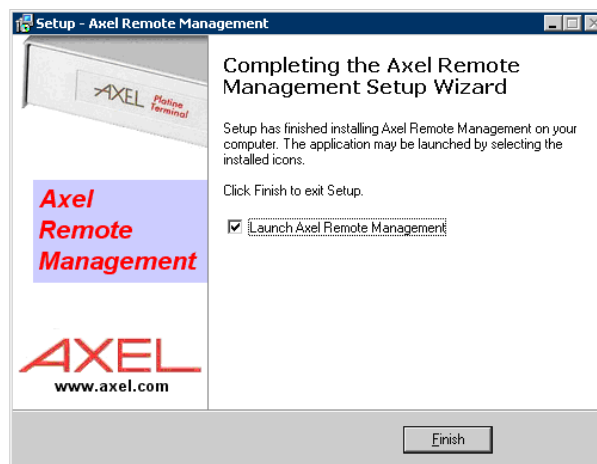 Setup - Axel Remote Management
AXEL Platine
Terminal
Axel
Remote
Management
AXEL
www.axel.com
Completing the Axel Remote
Management Setup Wizard
Setup has finished installing Axel Remote Management on your
computer. The application may be launched by selecting the
installed icons.
Click Finish to exit Setup.
Launch Axel Remote Management
Finish